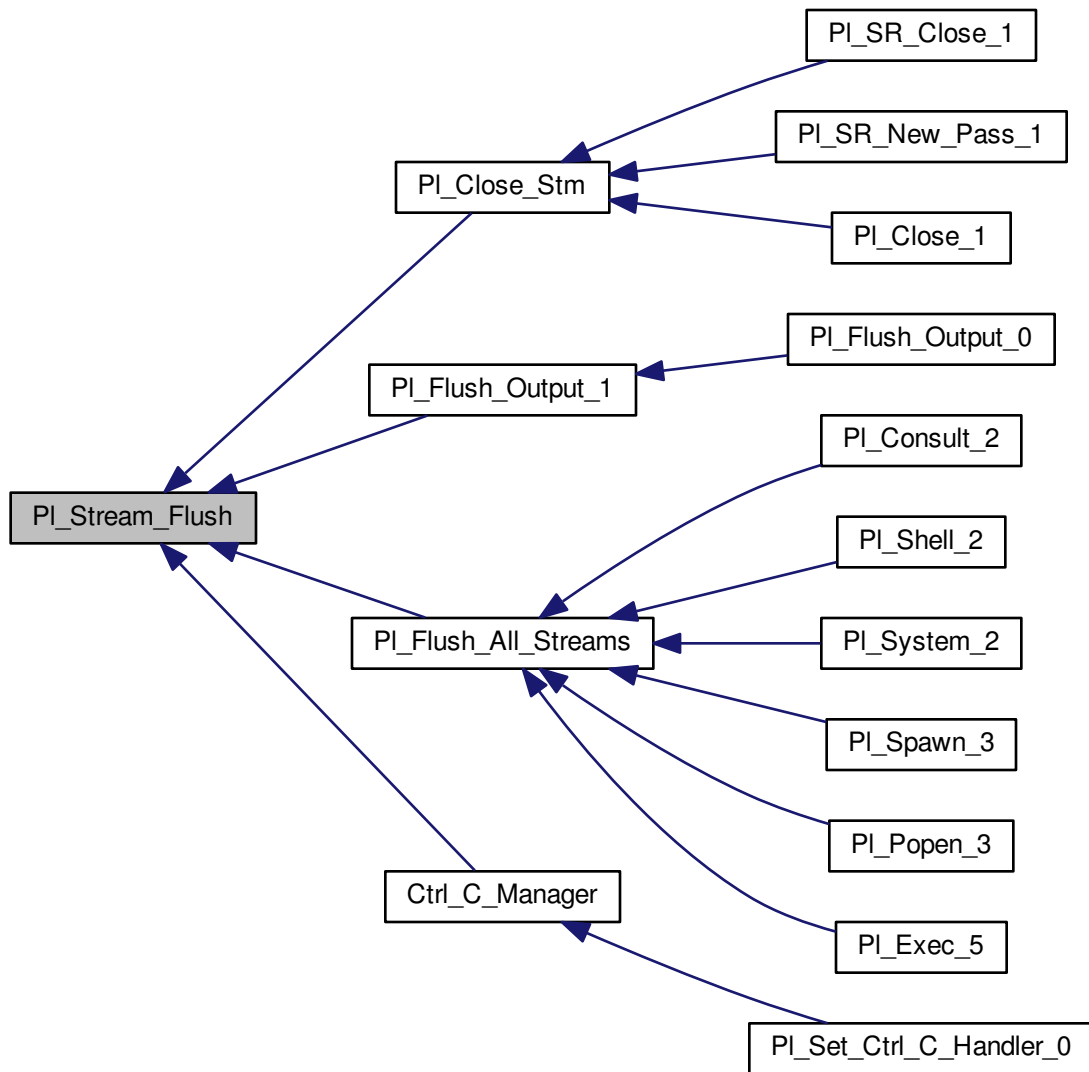 Pl_SR_Close_1
Pl_SR_New_Pass_1
Pl_Close_Stm
Pl_Close_1
Pl_Flush_Output_0
Pl_Flush_Output_1
Pl_Consult_2
Pl_Stream_Flush
Pl_Shell_2
Pl_Flush_All_Streams
Pl_System_2
Pl_Spawn_3
Pl_Popen_3
Ctrl_C_Manager
Pl_Exec_5
Pl_Set_Ctrl_C_Handler_0